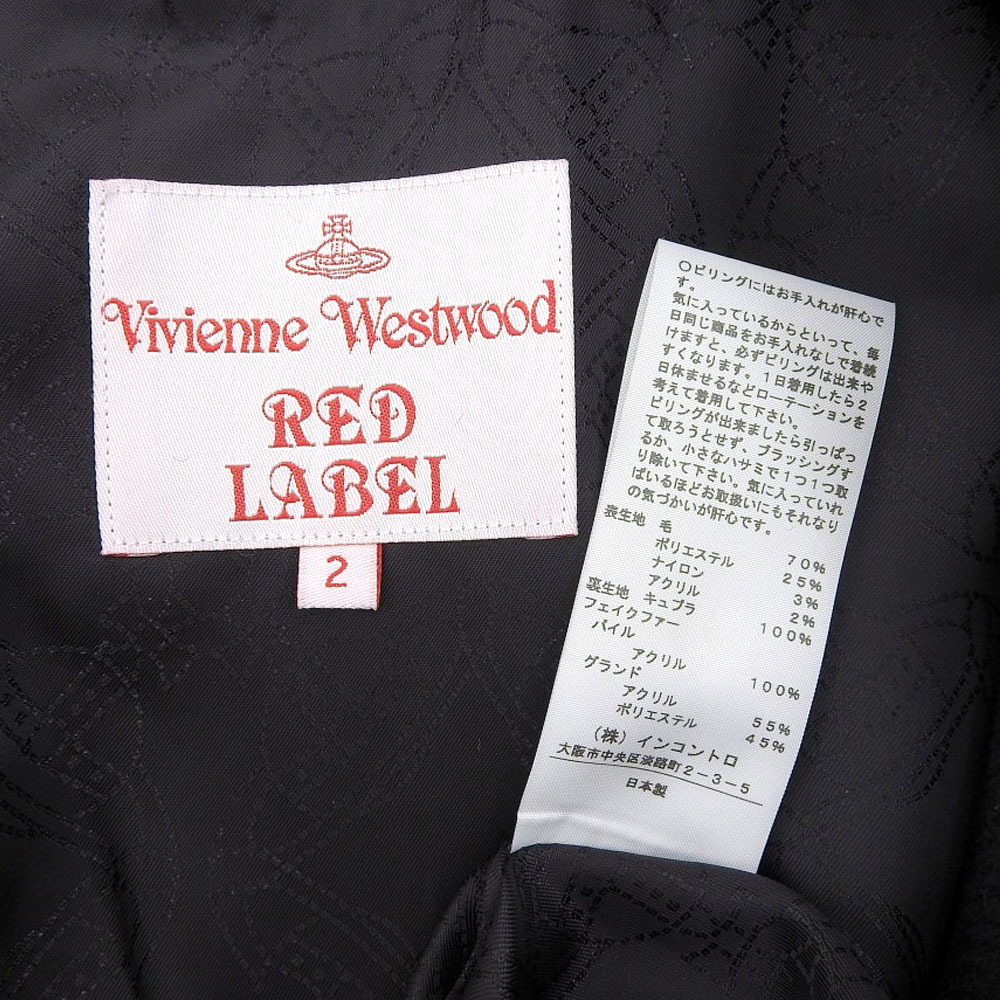 Vivienne Westwood
RED
LABEL
2
○ピリングにはお手入れが肝心で
す。
気に入っているからといって、毎
日同じ商品をお手入れなしで着続
けますと、必ずピリングは出来や
すくなります。1日着用したら2
日休ませるなどローテーションを
考えて着用して下さい。
ピリングが出来ましたら引っぱっ
て取ろうとせず、ブラッシングす
るか、小さなハサミで1つ1つ取
り除いて下さい。気に入っていれ
ばいるほどお取扱いにもそれなり
の気づかいが肝心です。
表生地 毛 70%
ポリエステル 25%
ナイロン 3%
アクリル 2%
裏生地 キュプラ 100%
フェイクファー
パイル
アクリル 100%
グランド
アクリル 55%
ポリエステル 45%
(株)インコントロ
大阪市中央区淡路町2-3-5
日本製